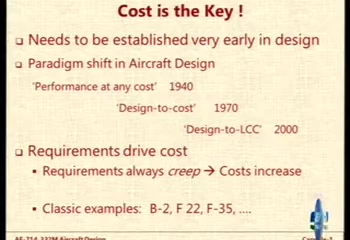 Cost is the Key !
Needs to be established very early in design
Paradigm shift in Aircraft Design
‘Performance at any cost’ 1940
‘Design-to-cost’ 1970
‘Design-to-LCC’ 2000
Requirements drive cost
Requirements always creep → Costs increase
Classic examples: B-2, F 22, F-35, ....
Aircraft Design